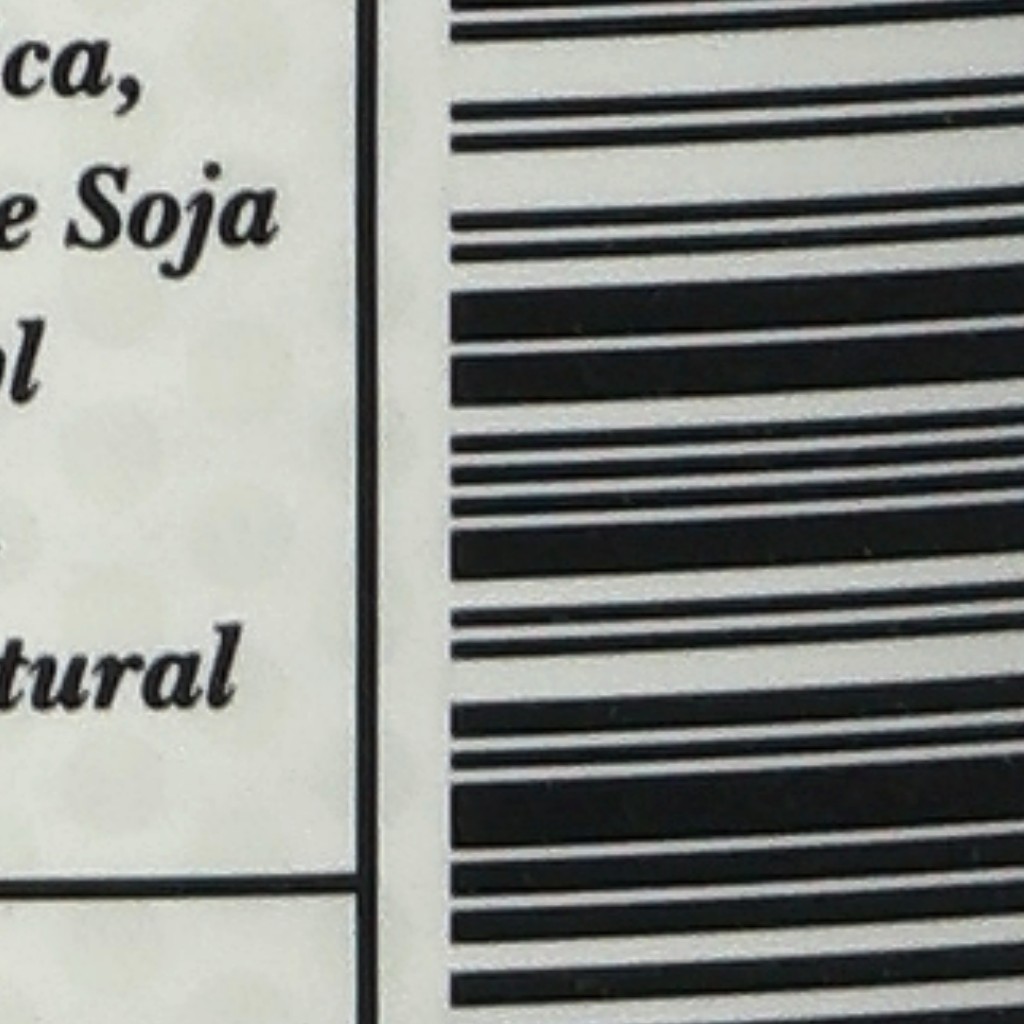 ca,
e Soja
ol
tural